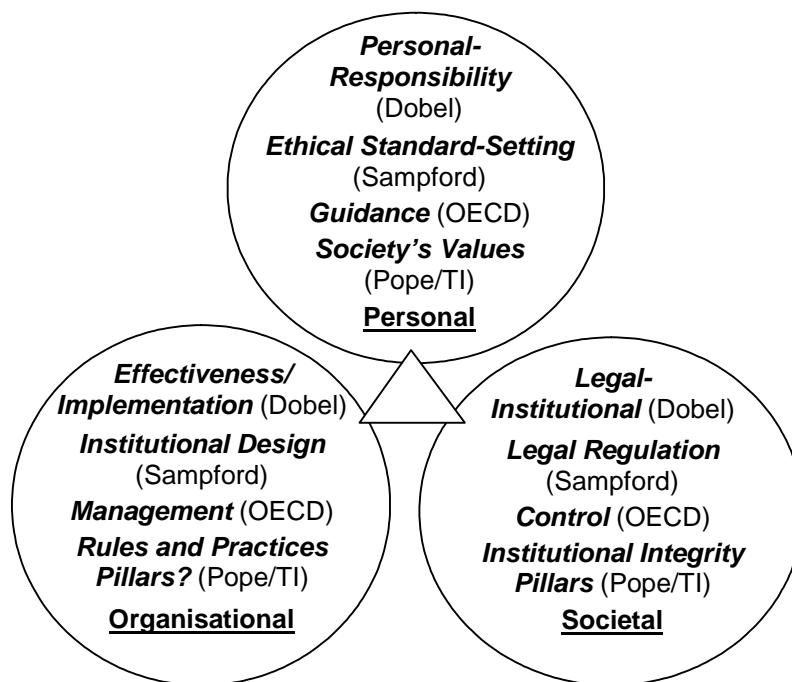 Personal-
Responsibility
(Dobel)
Ethical Standard-Setting
(Sampford)
Guidance (OECD)
Society’s Values
(Pope/TI)
Personal
Effectiveness/
Implementation (Dobel)
Institutional Design
(Sampford)
Management (OECD)
Rules and Practices
Pillars? (Pope/TI)
Organisational
Legal-
Institutional (Dobel)
Legal Regulation
(Sampford)
Control (OECD)
Institutional Integrity
Pillars (Pope/TI)
Societal